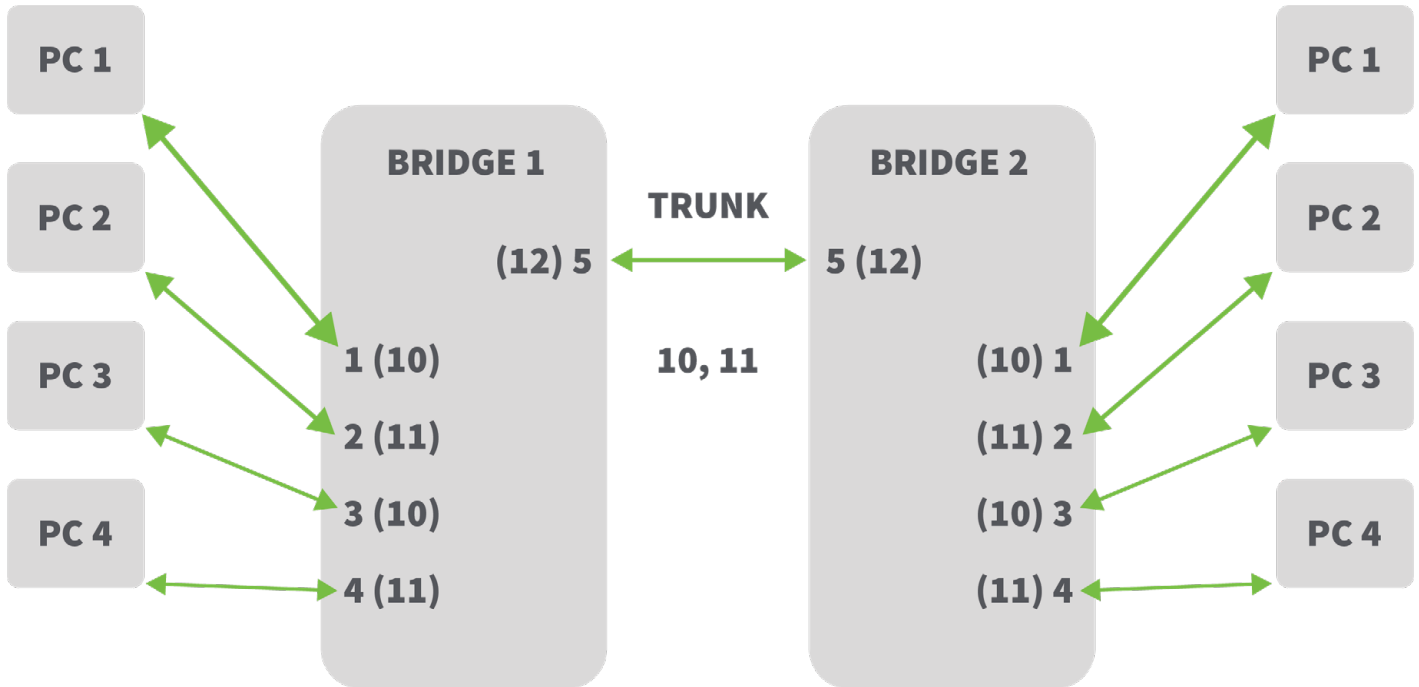 PC 1
PC 2
PC 3
PC 4
BRIDGE 1
(12) 5
1 (10)
2 (11)
3 (10)
4 (11)
TRUNK
10, 11
BRIDGE 2
5 (12)
(10) 1
(11) 2
(10) 3
(11) 4
PC 1
PC 2
PC 3
PC 4